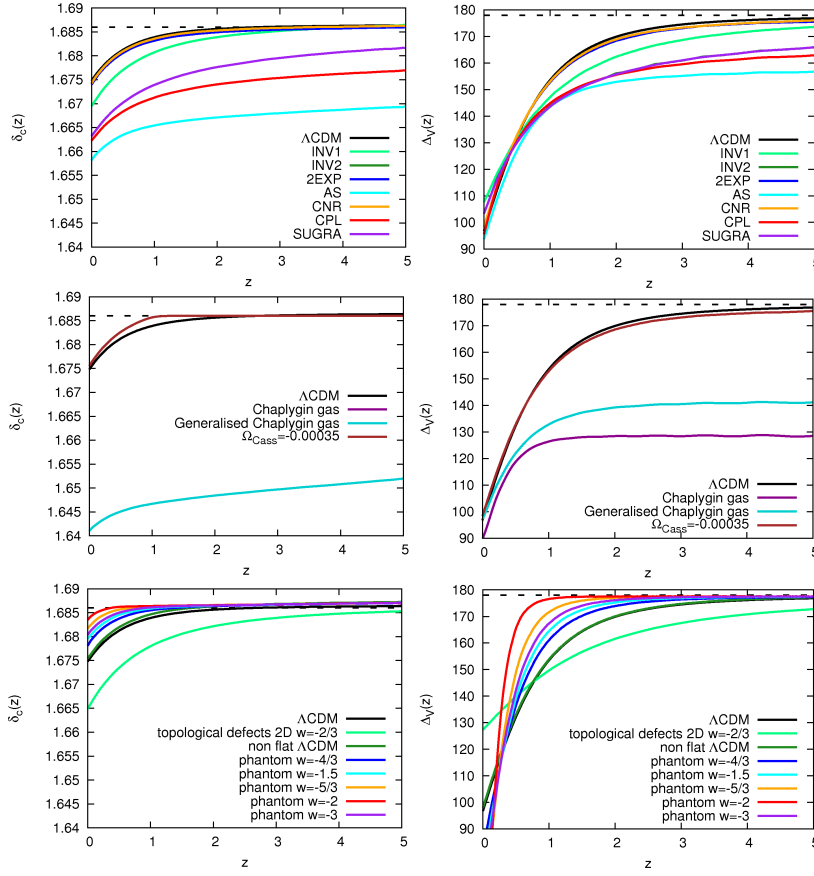 1.69
1.685
1.68
1.675
1.67
1.665
1.66
1.655
1.65
1.645
1.64
0
1
2
3
4
5
z
δc(z)
ΛCDM
INV1
INV2
2EXP
AS
CNR
CPL
SUGRA
180
170
160
150
140
130
120
110
100
90
0
1
2
3
4
5
z
ΔV(z)
ΛCDM
INV1
INV2
2EXP
AS
CNR
CPL
SUGRA
1.69
1.685
1.68
1.675
1.67
1.665
1.66
1.655
1.65
1.645
1.64
0
1
2
3
4
5
z
δc(z)
ΛCDM
Chaplygin gas
Generalised Chaplygin gas
ΩCass=-0.00035
180
170
160
150
140
130
120
110
100
90
0
1
2
3
4
5
z
ΔV(z)
ΛCDM
Chaplygin gas
Generalised Chaplygin gas
ΩCass=-0.00035
1.69
1.685
1.68
1.675
1.67
1.665
1.66
1.655
1.65
1.645
1.64
0
1
2
3
4
5
z
δc(z)
ΛCDM
topological defects 2D w=-2/3
non flat ΛCDM
phantom w=-4/3
phantom w=-1.5
phantom w=-5/3
phantom w=-2
phantom w=-3
180
170
160
150
140
130
120
110
100
90
0
1
2
3
4
5
z
ΔV(z)
ΛCDM
topological defects 2D w=-2/3
non flat ΛCDM
phantom w=-4/3
phantom w=-1.5
phantom w=-5/3
phantom w=-2
phantom w=-3